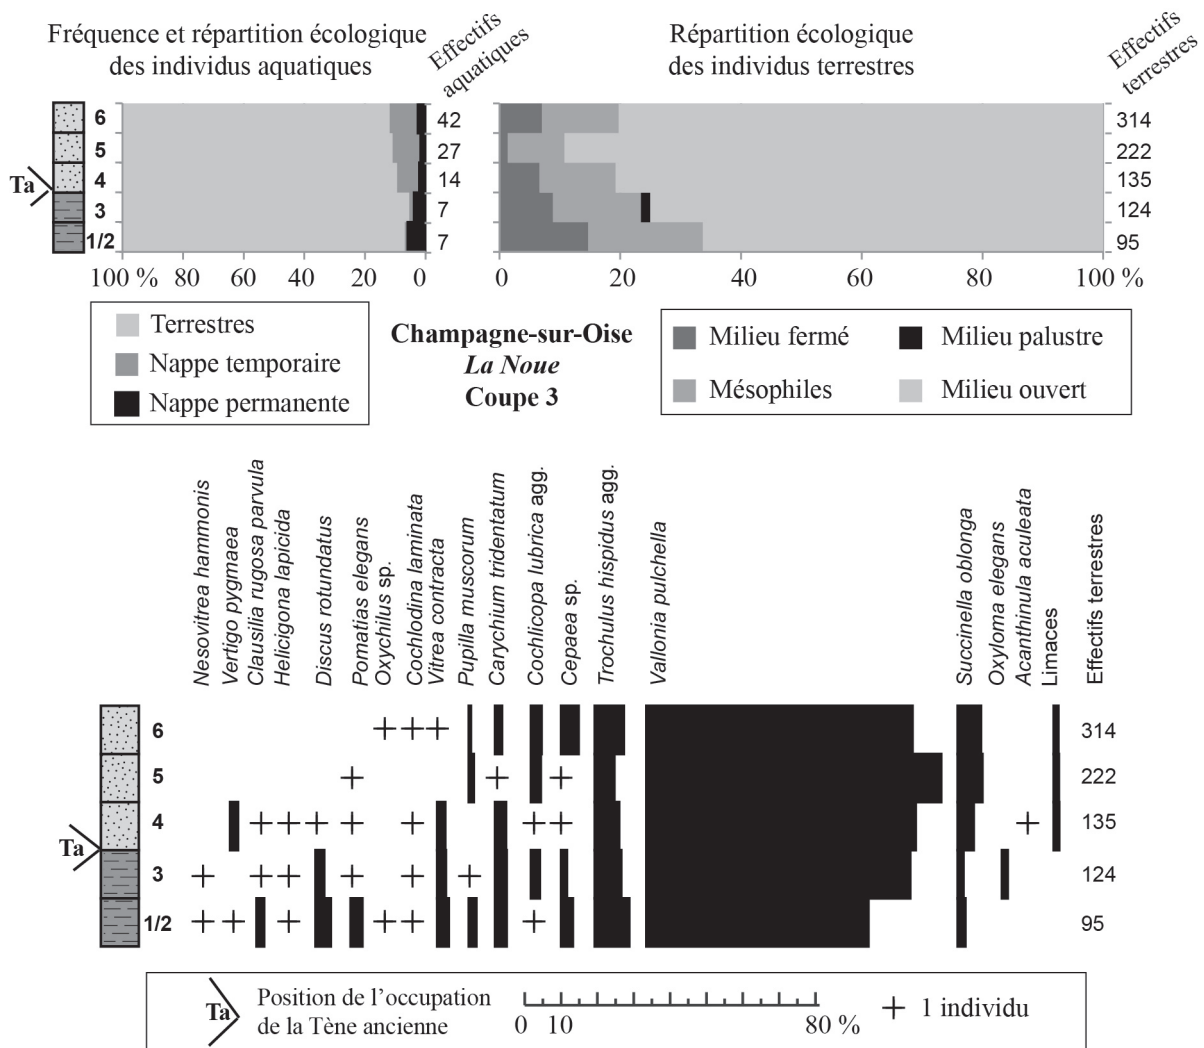 Fréquence et répartition écologique
des individus aquatiques
Effectifs
aquatiques
Répartition écologique
des individus terrestres
Effectifs
terrestres
6 42 314
5 27 222
Ta 4 14 135
3 7 124
1/2 7 95
100 % 80 60 40 20 0
0 20 40 60 80 100 %
Terrestres
Nappe temporaire
Nappe permanente
Champagne-sur-Oise
La Noue
Coupe 3
Milieu fermé
Milieu palustre
Mésophiles
Milieu ouvert
Nesovitrea hammonis
Vertigo pygmaea
Clausilia rugosa parvula
Helicigona lapicida
Discus rotundatus
Pomatias elegans
Oxychilus sp.
Cochlodina laminata
Vitrea contracta
Pupilla muscorum
Carychium tridentatum
Cochlicopa lubrica agg.
Cepaea sp.
Trochulus hispidus agg.
Vallonia pulchella
Succinella oblonga
Oxyloma elegans
Acanthinula aculeata
Limaces
Effectifs terrestres
6 314
5 222
4 135
Ta
3 124
1/2 95
Ta
Position de l'occupation
de la Tène ancienne
0 10 80 %
+ 1 individu